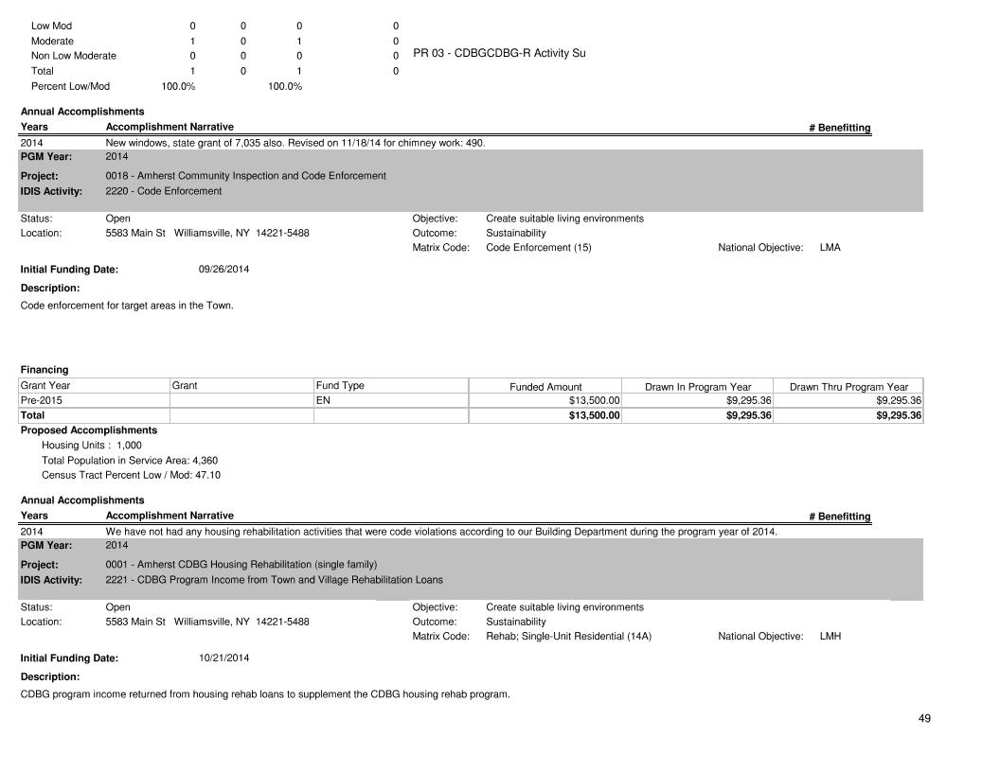 Low Mod 0 0 0 0
Moderate 1 0 1 0
Non Low Moderate 0 0 0 0
PR 03 - CDBGCDBG-R Activity Su
Total 1 0 1 0
Percent Low/Mod 100.0% 100.0%
Annual Accomplishments
Years Accomplishment Narrative # Benefitting
2014 New windows, state grant of 7,035 also. Revised on 11/18/14 for chimney work: 490.
PGM Year: 2014
Project: 0018 - Amherst Community Inspection and Code Enforcement
IDIS Activity: 2220 - Code Enforcement
Status: Open Objective: Create suitable living environments
Location: 5583 Main St Williamsville, NY 14221-5488 Outcome: Sustainability
Matrix Code: Code Enforcement (15) National Objective: LMA
Initial Funding Date: 09/26/2014
Description:
Code enforcement for target areas in the Town.
Financing
Grant Year Grant Fund Type Funded Amount Drawn In Program Year Drawn Thru Program Year
Pre-2015 EN $13,500.00 $9,295.36 $9,295.36
Total $13,500.00 $9,295.36 $9,295.36
Proposed Accomplishments
Housing Units : 1,000
Total Population in Service Area: 4,360
Census Tract Percent Low / Mod: 47.10
Annual Accomplishments
Years Accomplishment Narrative # Benefitting
2014 We have not had any housing rehabilitation activities that were code violations according to our Building Department during the program year of 2014.
PGM Year: 2014
Project: 0001 - Amherst CDBG Housing Rehabilitation (single family)
IDIS Activity: 2221 - CDBG Program Income from Town and Village Rehabilitation Loans
Status: Open Objective: Create suitable living environments
Location: 5583 Main St Williamsville, NY 14221-5488 Outcome: Sustainability
Matrix Code: Rehab; Single-Unit Residential (14A) National Objective: LMH
Initial Funding Date: 10/21/2014
Description:
CDBG program income returned from housing rehab loans to supplement the CDBG housing rehab program.
49